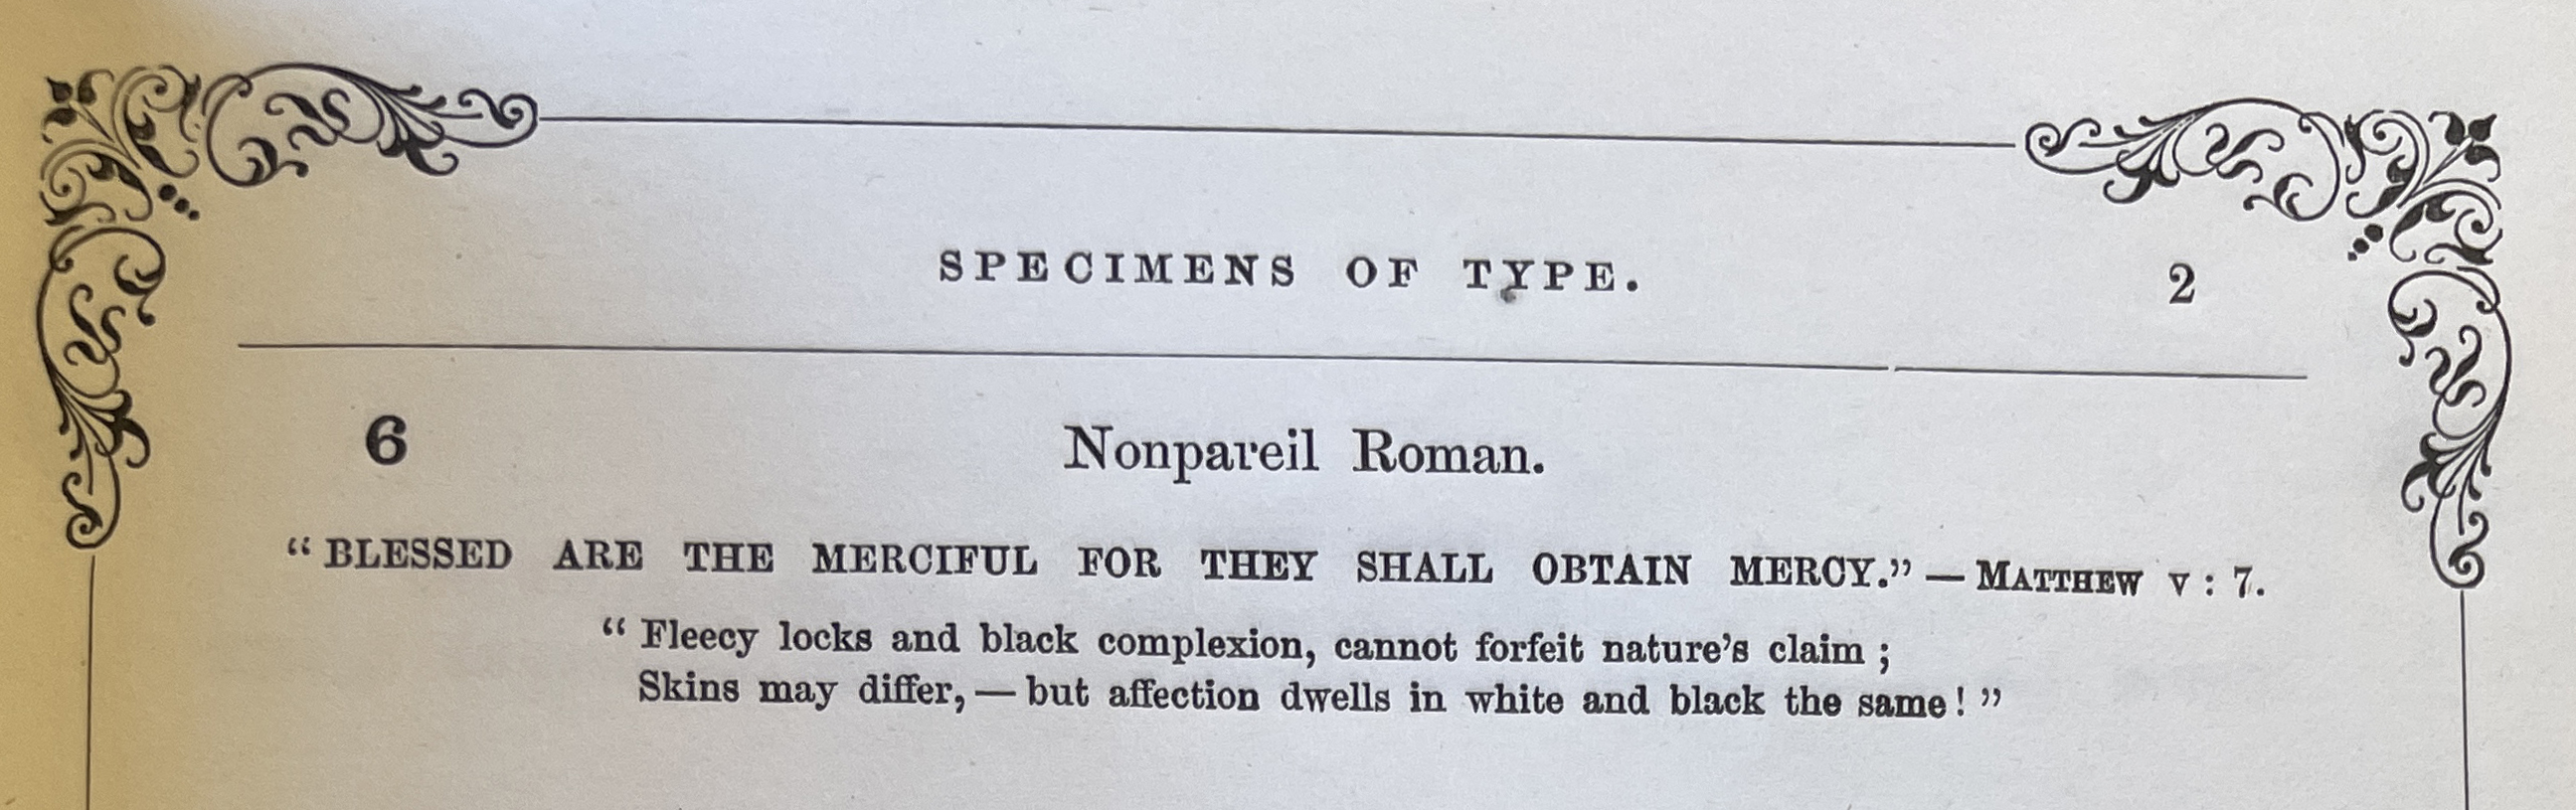 SPECIMENS OF TYPE. 2
6 Nonpareil Roman.
“ BLESSED ARE THE MERCIFUL FOR THEY SHALL OBTAIN MERCY.” — MATTHEW V : 7.
“ Fleecy locks and black complexion, cannot forfeit nature’s claim ;
Skins may differ, — but affection dwells in white and black the same ! ”